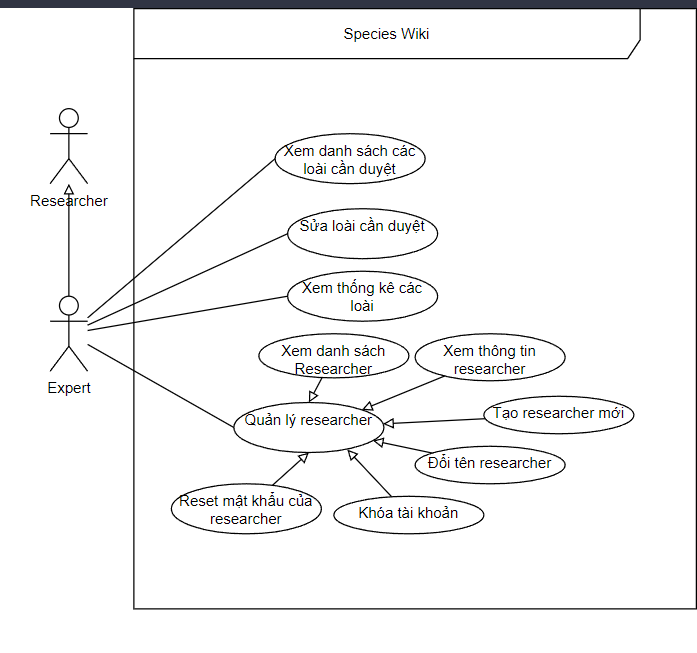 Species Wiki
Researcher
Xem danh sách các
loài cần duyệt
Sửa loài cần duyệt
Xem thống kê các
loài
Expert
Xem danh sách
Researcher
Xem thông tin
researcher
Quản lý researcher
Tạo researcher mới
Đổi tên researcher
Reset mật khẩu của
researcher
Khóa tài khoản